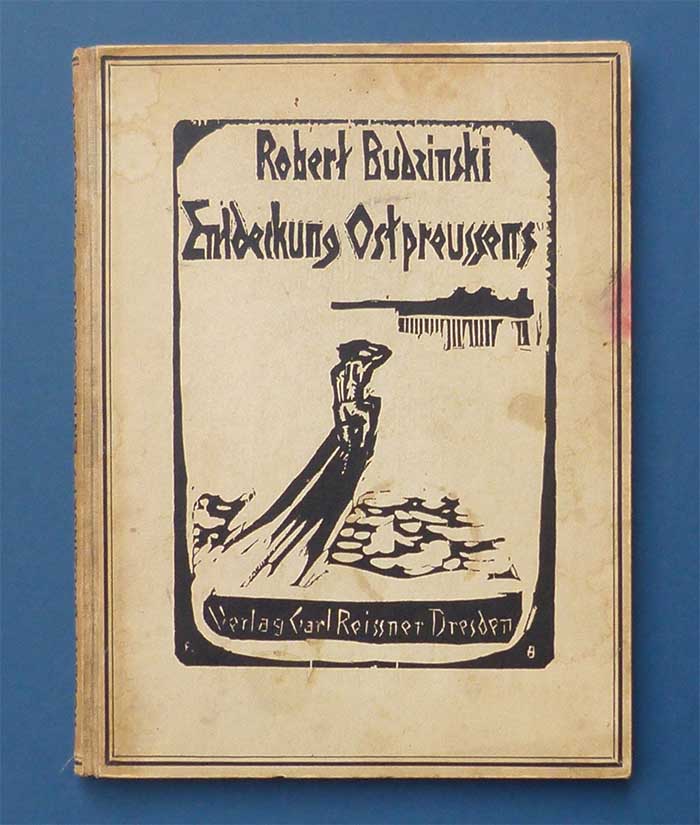 Robert Budzinski
Entdeckung Ostpreussens
Verlag Carl Reissner Dresden